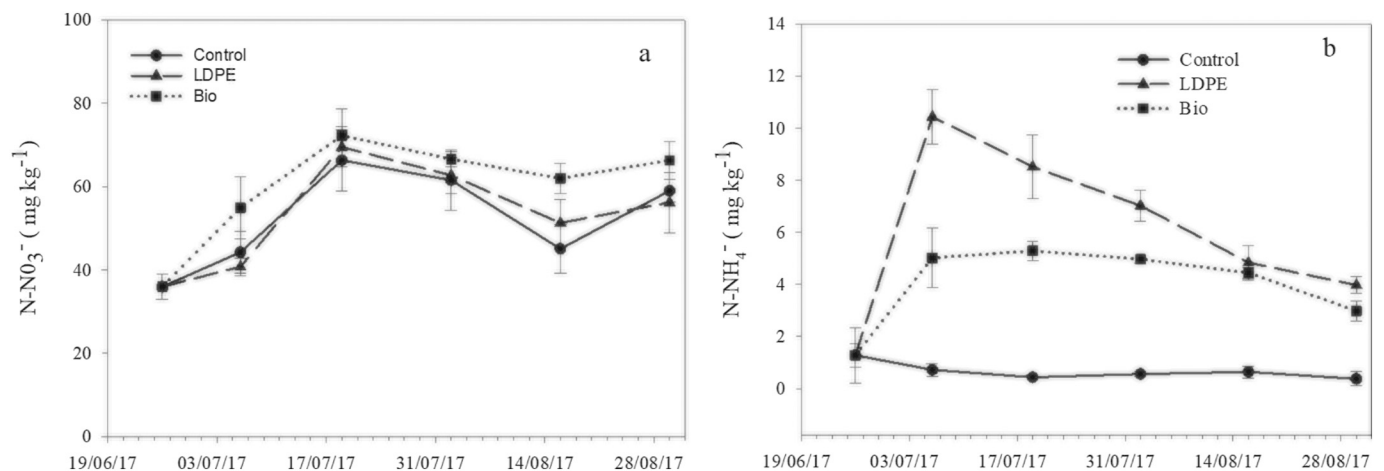 a
Control
LDPE
Bio
100
80
60
40
20
0
N-N0₃⁻ ( mg kg⁻¹)
19/06/17 03/07/17 17/07/17 31/07/17 14/08/17 28/08/17
b
Control
LDPE
Bio
14
12
10
8
6
4
2
0
N-NH₄⁻ ( mg kg⁻¹)
19/06/17 03/07/17 17/07/17 31/07/17 14/08/17 28/08/17